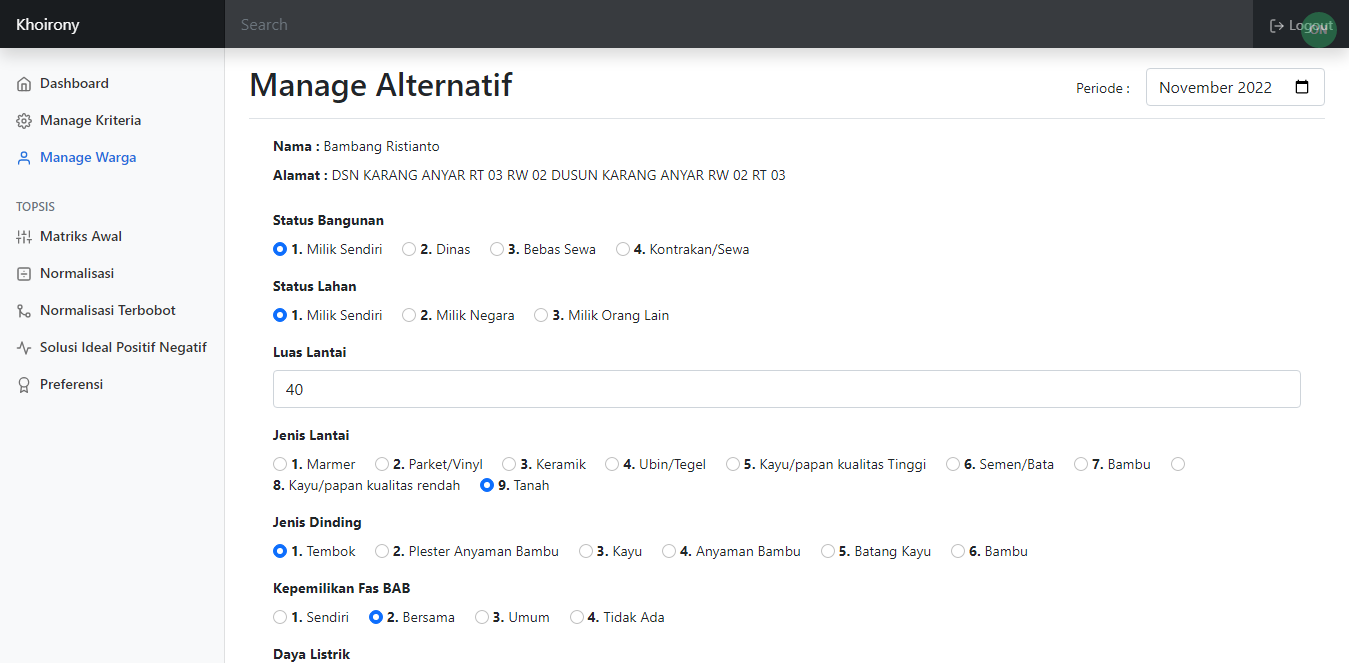 Khoirony
Search
Logout
ON
Dashboard
Manage Kriteria
Manage Warga
TOPSIS
Matriks Awal
Normalisasi
Normalisasi Terbobot
Solusi Ideal Positif Negatif
Preferensi
Manage Alternatif
Periode :
November 2022
Nama : Bambang Ristianto
Alamat : DSN KARANG ANYAR RT 03 RW 02 DUSUN KARANG ANYAR RW 02 RT 03
Status Bangunan
1. Milik Sendiri 2. Dinas 3. Bebas Sewa 4. Kontrakan/Sewa
Status Lahan
1. Milik Sendiri 2. Milik Negara 3. Milik Orang Lain
Luas Lantai
40
Jenis Lantai
1. Marmer 2. Parket/Vinyl 3. Keramik 4. Ubin/Tegel 5. Kayu/papan kualitas Tinggi 6. Semen/Bata 7. Bambu
8. Kayu/papan kualitas rendah 9. Tanah
Jenis Dinding
1. Tembok 2. Plester Anyaman Bambu 3. Kayu 4. Anyaman Bambu 5. Batang Kayu 6. Bambu
Kepemilikan Fas BAB
1. Sendiri 2. Bersama 3. Umum 4. Tidak Ada
Daya Listrik